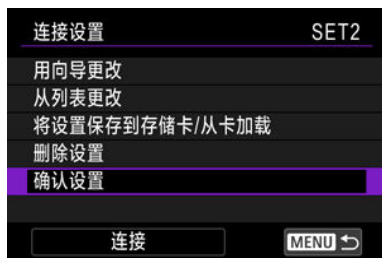 连接设置 SET2
用向导更改
从列表更改
将设置保存到存储卡/从卡加载
删除设置
确认设置
连接 MENU